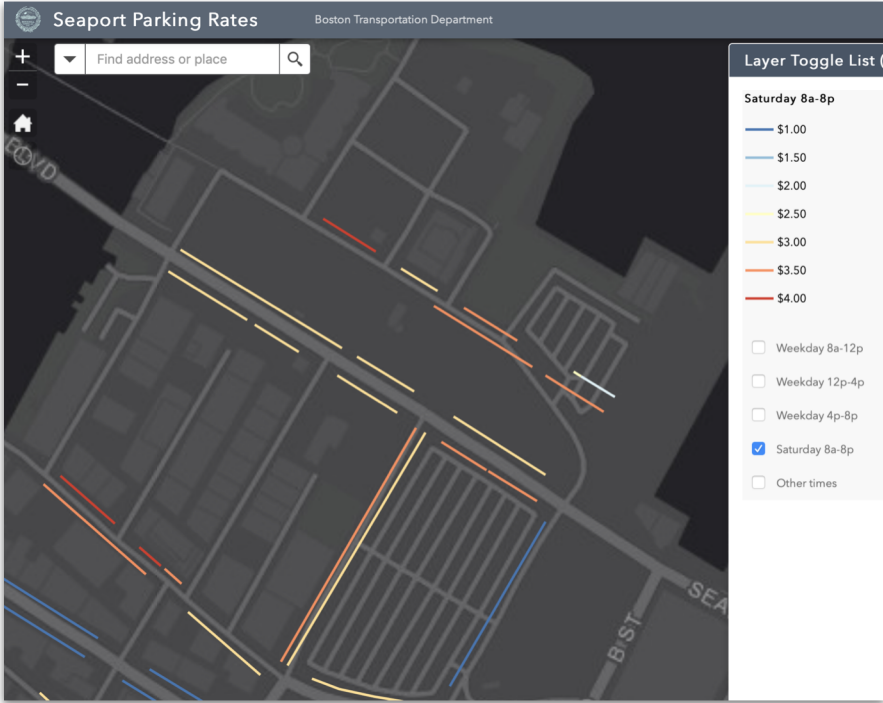 Seaport Parking Rates
Boston Transportation Department
Find address or place
Layer Toggle List (
Saturday 8a-8p
$1.00
$1.50
$2.00
$2.50
$3.00
$3.50
$4.00
Weekday 8a-12p
Weekday 12p-4p
Weekday 4p-8p
Saturday 8a-8p
Other times
BLVD
SEA
B ST